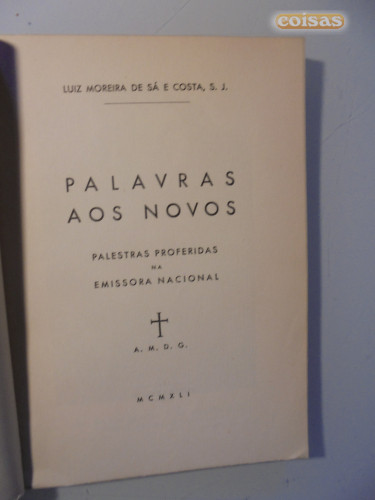 coisas
LUIZ MOREIRA DE SÁ E COSTA, S. J.
PALAVRAS
AOS NOVOS
PALESTRAS PROFERIDAS
NA
EMISSORA NACIONAL
A. M. D. G.
MCMXLI